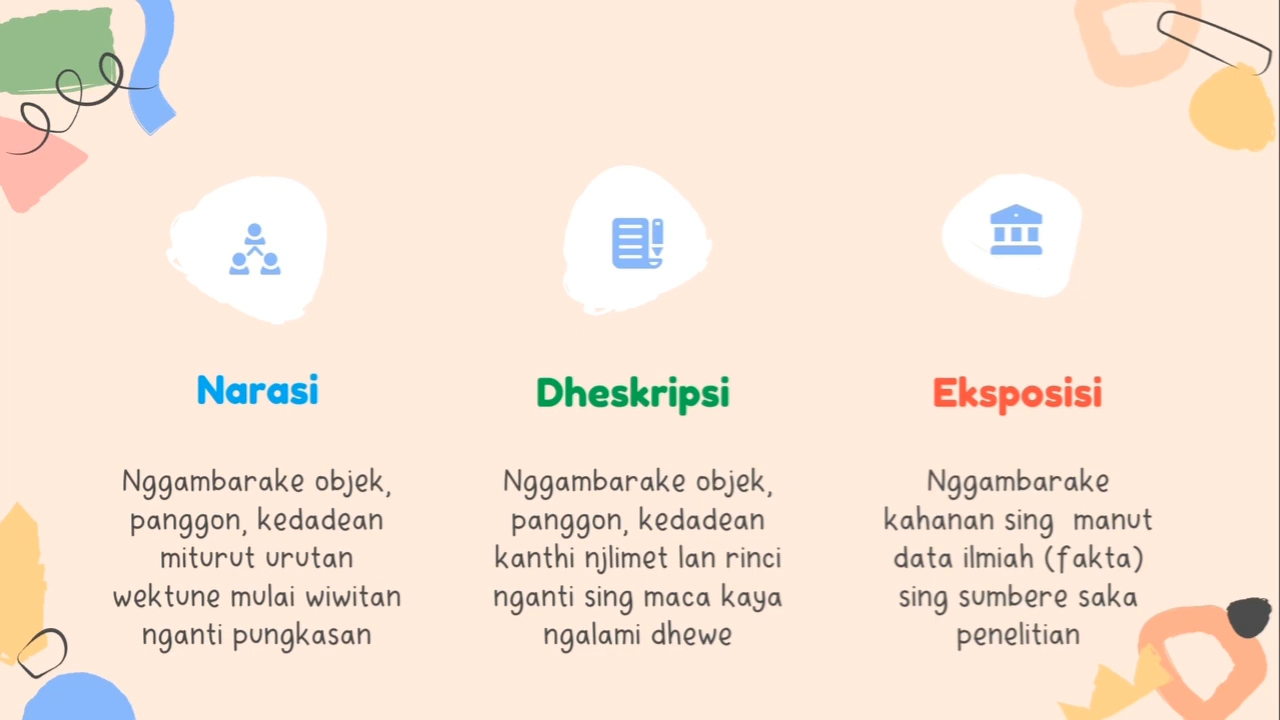 Narasi
Nggambarake objek,
panggon, kedadean
miturut urutan
wektune mulai wiwitan
nganti pungkasan
Dheskripsi
Nggambarake objek,
panggon, kedadean
kanthi njlimet lan rinci
nganti sing maca kaya
ngalami dhewe
Eksposisi
Nggambarake
kahanan sing manut
data ilmiah (fakta)
sing sumbere saka
penelitian